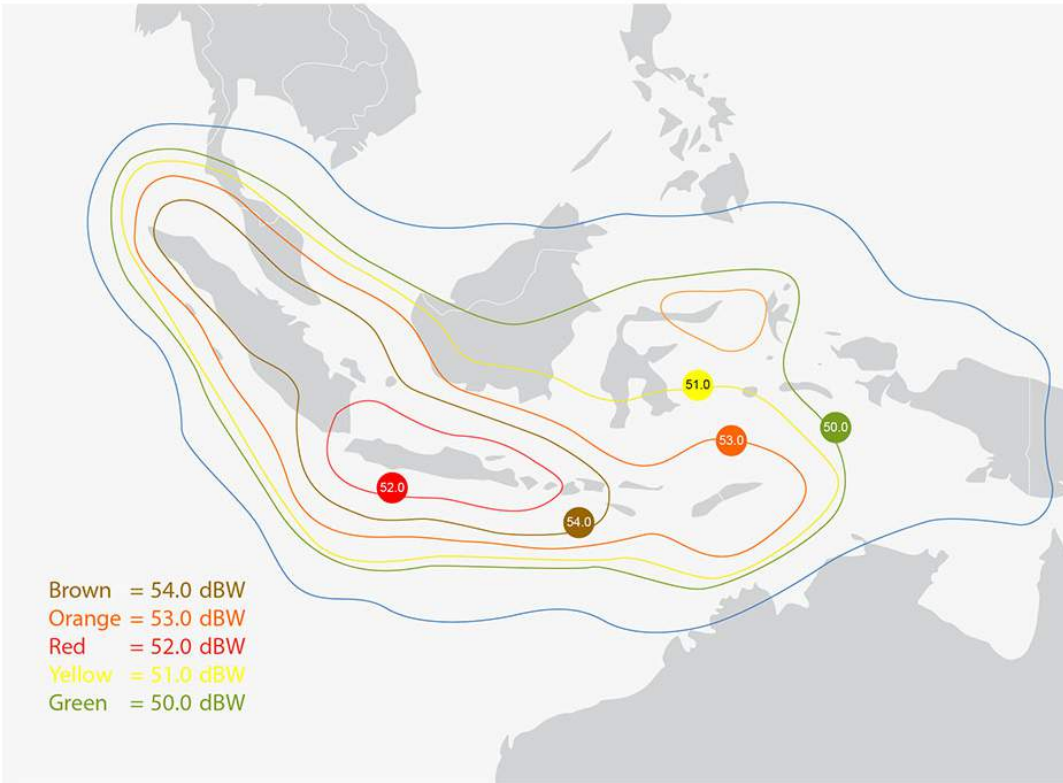 51.0
50.0
53.0
52.0
54.0
Brown = 54.0 dBW
Orange = 53.0 dBW
Red = 52.0 dBW
Yellow = 51.0 dBW
Green = 50.0 dBW